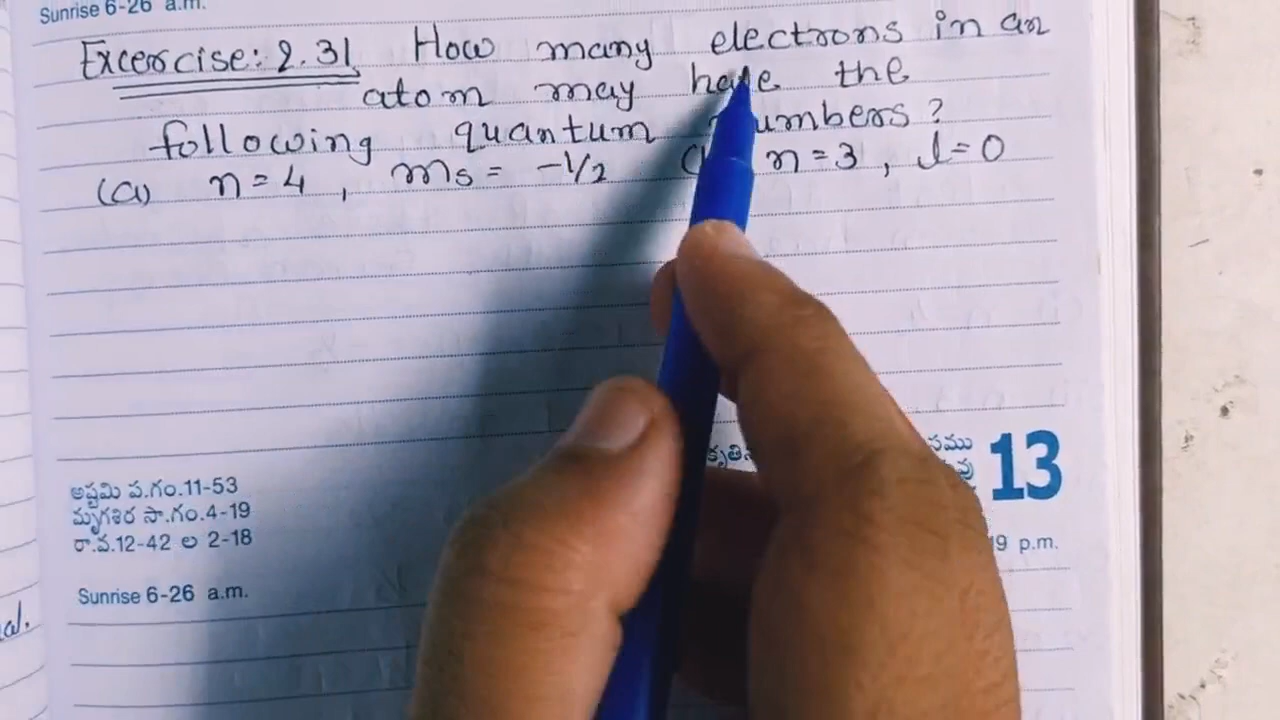 Sunrise 6-26 a.m.
Excercise: 2.31 How many electrons in an
atom may have the
following quantum numbers?
(a) n = 4 , ms = -1/2 n = 3 , l = 0
13
అష్టమి ప.గం.11-53
మృగశిర సా.గం.4-19
రా.వ.12-42 ల 2-18
9 p.m.
Sunrise 6-26 a.m.
al.